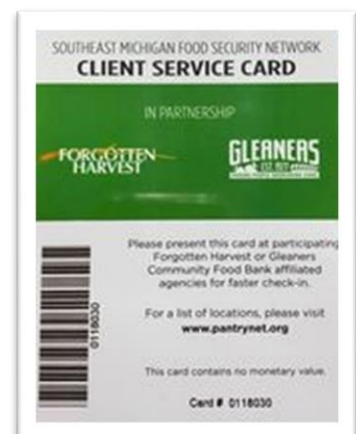 SOUTHEAST MICHIGAN FOOD SECURITY NETWORK
CLIENT SERVICE CARD
IN PARTNERSHIP
FORGOTTEN
HARVEST
GLEANERS
EST. 1977
Please present this card at participating
Forgotten Harvest or Gleaners
Community Food Bank affiliated
agencies for faster check-in.
For a list of locations, please visit
www.pantrynet.org
0118030
This card contains no monetary value.
Card # 0118030